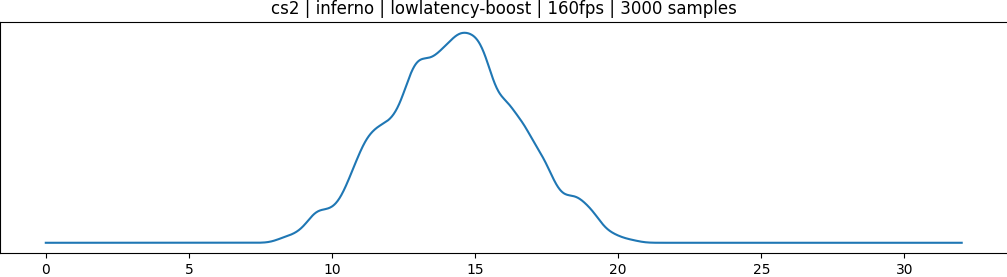 cs2 | inferno | lowlatency-boost | 160fps | 3000 samples
0 5 10 15 20 25 30